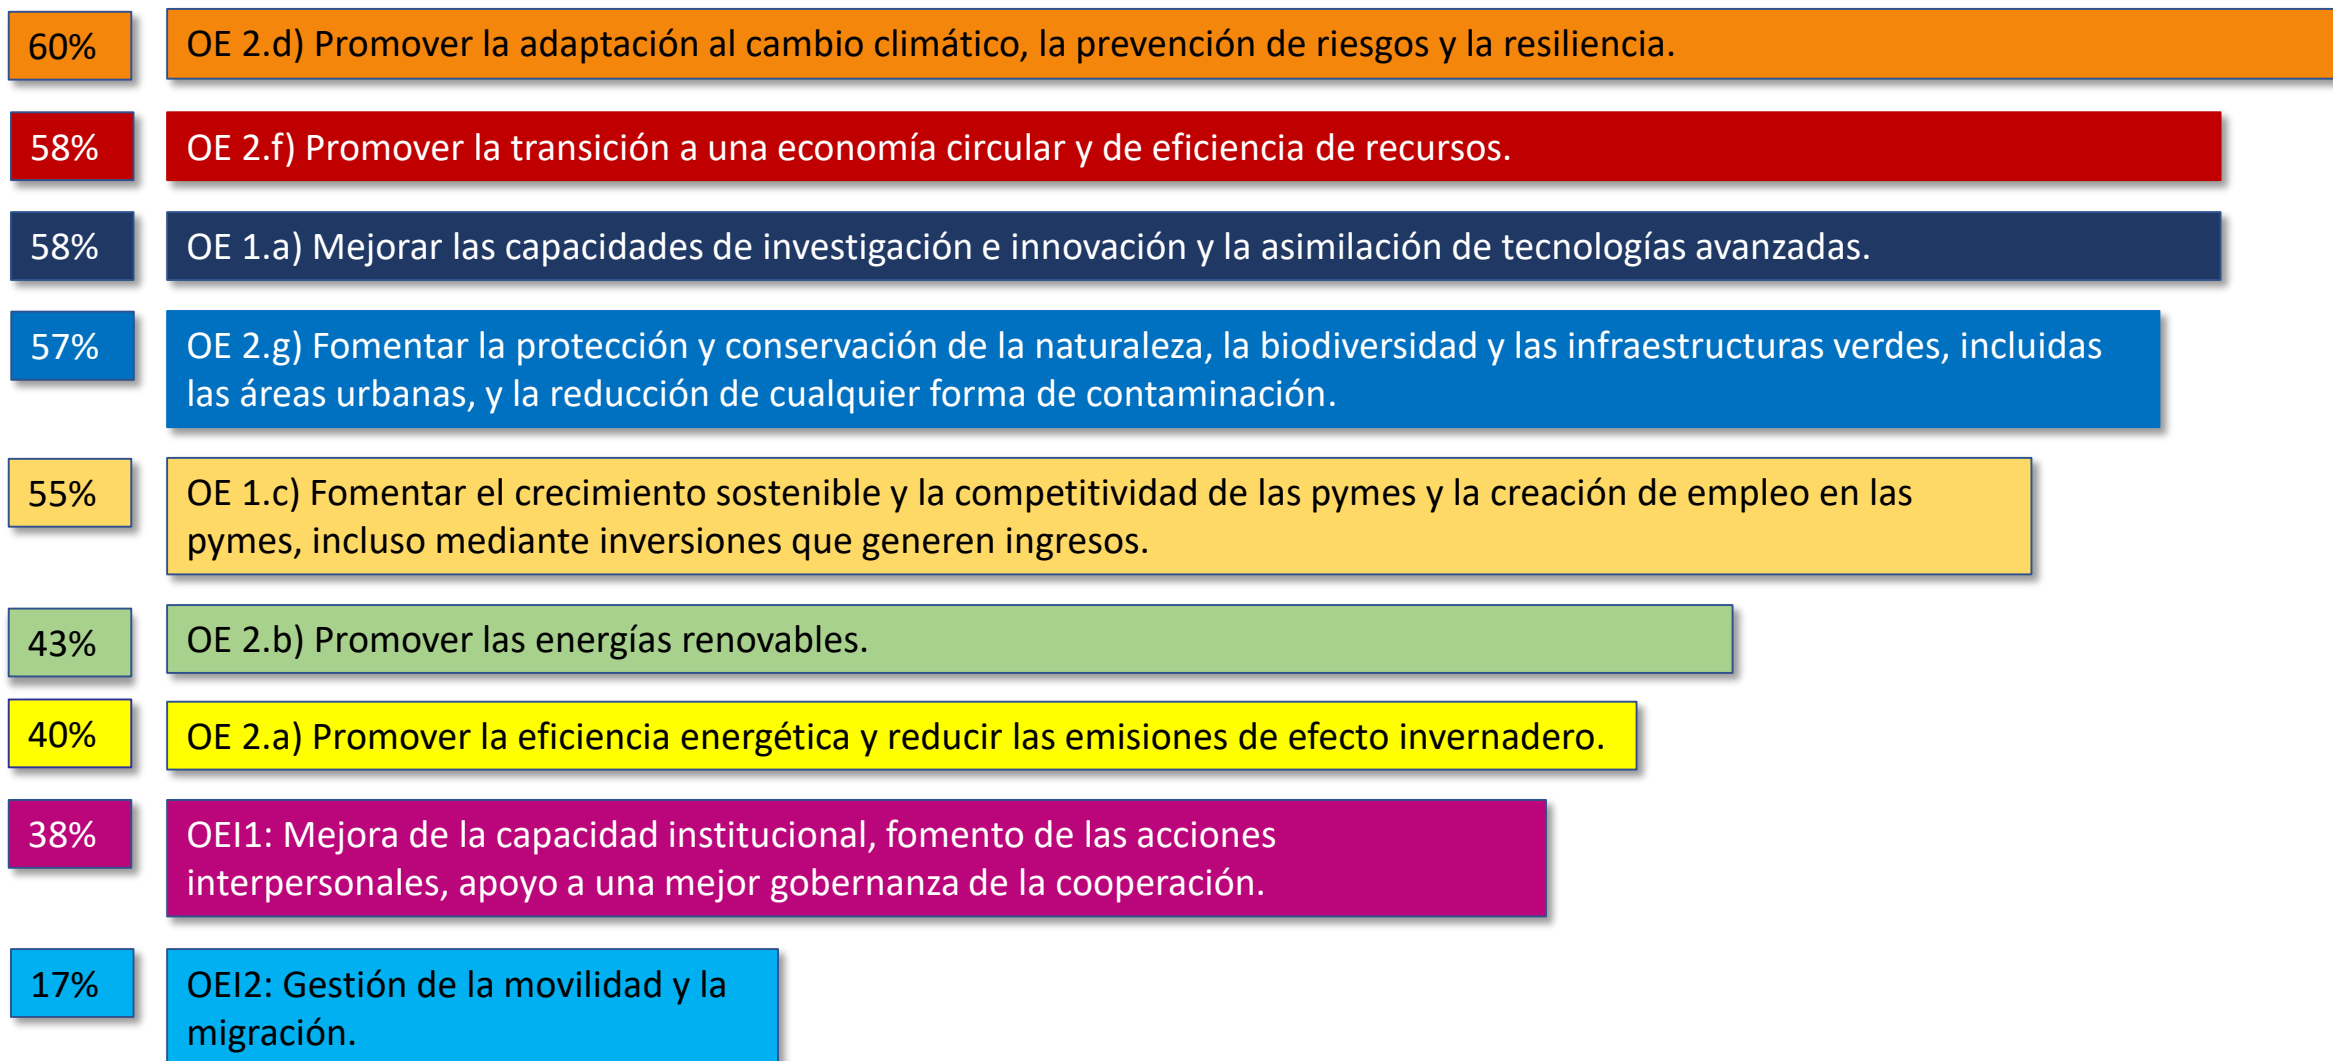 60%
OE 2.d) Promover la adaptación al cambio climático, la prevención de riesgos y la resiliencia.
58%
OE 2.f) Promover la transición a una economía circular y de eficiencia de recursos.
58%
OE 1.a) Mejorar las capacidades de investigación e innovación y la asimilación de tecnologías avanzadas.
57%
OE 2.g) Fomentar la protección y conservación de la naturaleza, la biodiversidad y las infraestructuras verdes, incluidas
las áreas urbanas, y la reducción de cualquier forma de contaminación.
55%
OE 1.c) Fomentar el crecimiento sostenible y la competitividad de las pymes y la creación de empleo en las
pymes, incluso mediante inversiones que generen ingresos.
43%
OE 2.b) Promover las energías renovables.
40%
OE 2.a) Promover la eficiencia energética y reducir las emisiones de efecto invernadero.
38%
OEI1: Mejora de la capacidad institucional, fomento de las acciones
interpersonales, apoyo a una mejor gobernanza de la cooperación.
17%
OEI2: Gestión de la movilidad y la
migración.